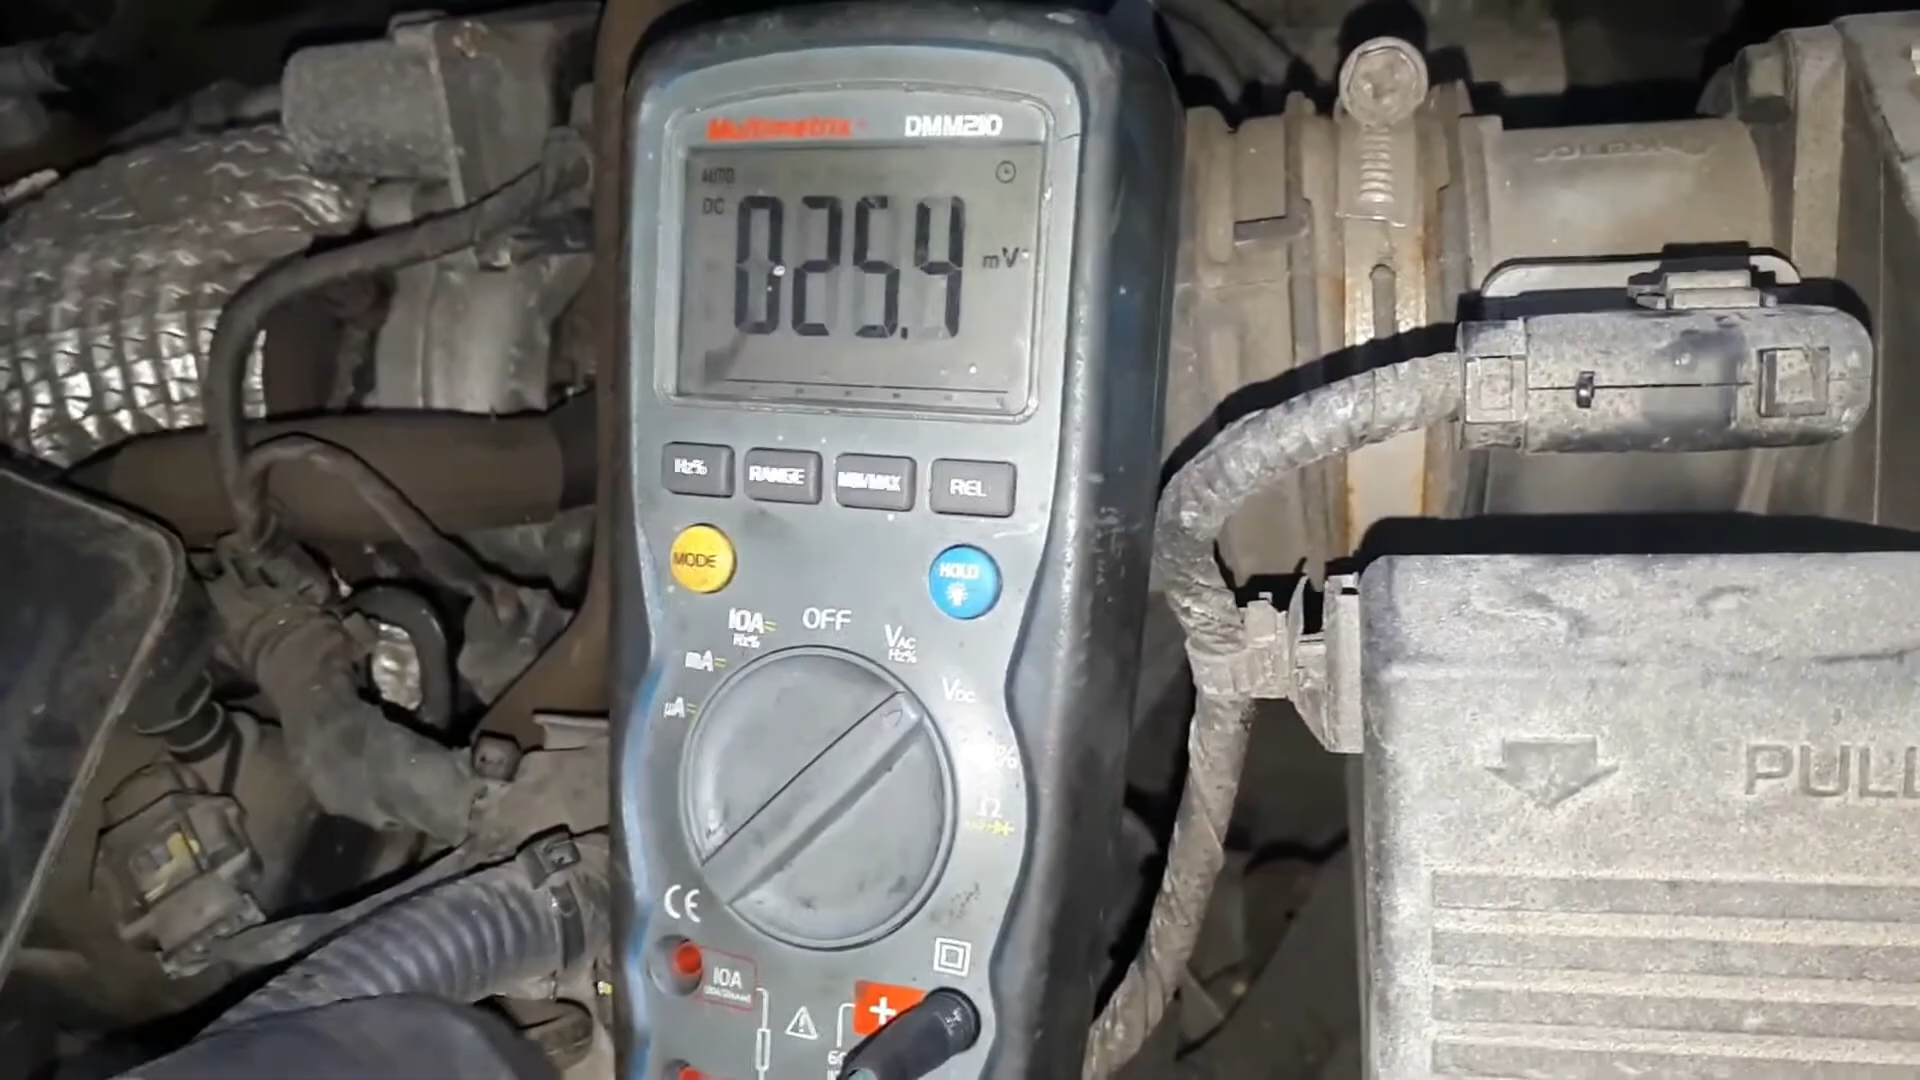 Multimetrix DMM210
AUTO
DC 025.4 mV
Hz% RANGE MIN/MAX REL
MODE HOLD
10A OFF VAC
Hz% Hz%
mA VDC
µA
Ω
CE
10A
+
PULL